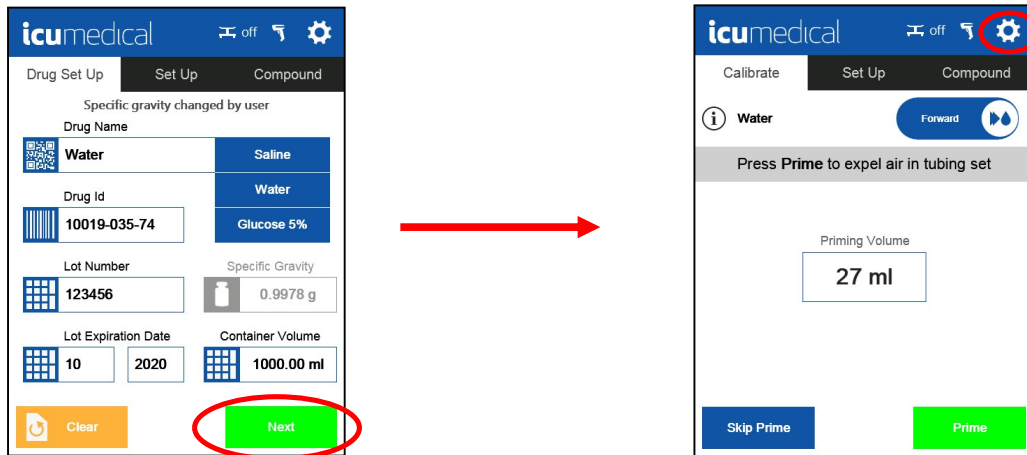 icumedical off
Drug Set Up Set Up Compound
Specific gravity changed by user
Drug Name
Water Saline
Water
Drug Id
10019-035-74 Glucose 5%
Lot Number Specific Gravity
123456 0.9978 g
Lot Expiration Date Container Volume
10 2020 1000.00 ml
Clear Next
icumedical off
Calibrate Set Up Compound
i Water Forward
Press Prime to expel air in tubing set
Priming Volume
27 ml
Skip Prime Prime